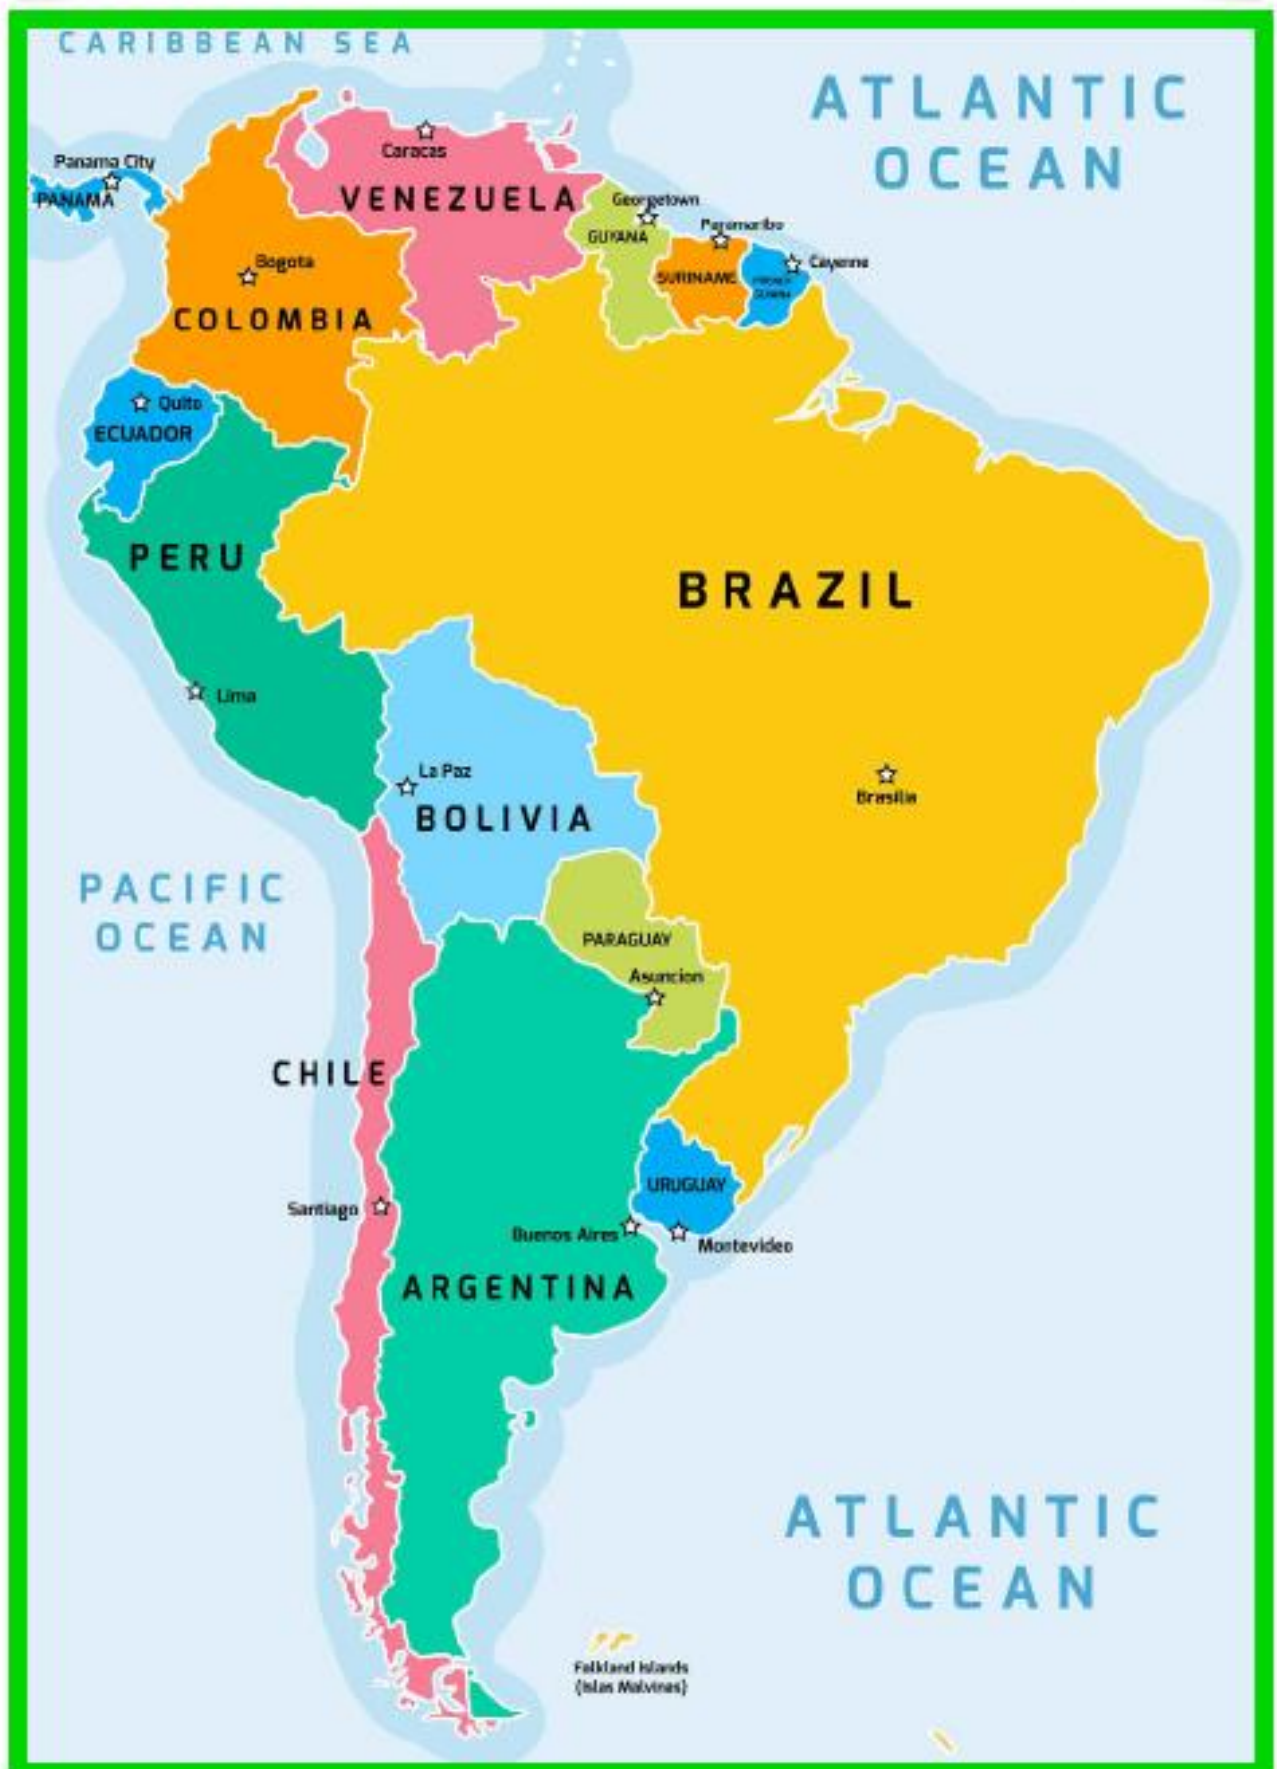 CARIBBEAN SEA
ATLANTIC
OCEAN
Caracas
Panama City
PANAMA
VENEZUELA
Georgetown
GUYANA
Paramaribo
SURINAME
Cayenne
Bogota
COLOMBIA
Quito
ECUADOR
PERU
BRAZIL
Lima
La Paz
BOLIVIA
Brasilia
PACIFIC
OCEAN
PARAGUAY
Asuncion
CHILE
URUGUAY
Santiago
Buenos Aires
Montevideo
ARGENTINA
ATLANTIC
OCEAN
Falkland Islands
(Islas Malvines)